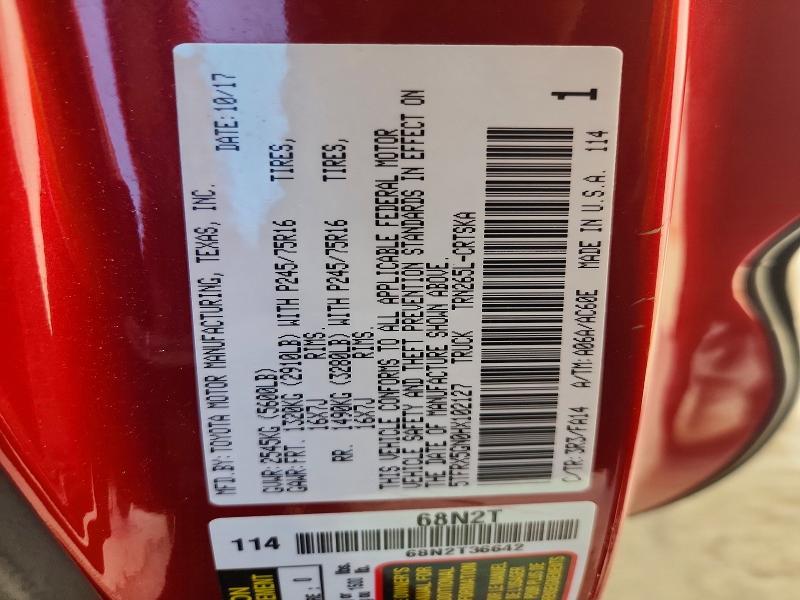 MFD.BY: TOYOTA MOTOR MANUFACTURING, TEXAS, INC. DATE: 10/17
GVWR: 2545KG (5600LB)
GAWR: FRT. 1320KG (2910LB) WITH P245/75R16 TIRES,
16X7J RIMS.
RR. 1490KG (3280LB) WITH P245/75R16 TIRES,
16X7J RIMS.
THIS VEHICLE CONFORMS TO ALL APPLICABLE FEDERAL MOTOR
VEHICLE SAFETY AND THEFT PREVENTION STANDARDS IN EFFECT ON
THE DATE OF MANUFACTURE SHOWN ABOVE.
5TFRX5GN0HX102127 TRUCK TRN265L-CRTSKA
C/TR: 3R3/FA14 A/TM: A06A/AC60E MADE IN U.S.A. 114
1
68N2T
114
68N2T36642